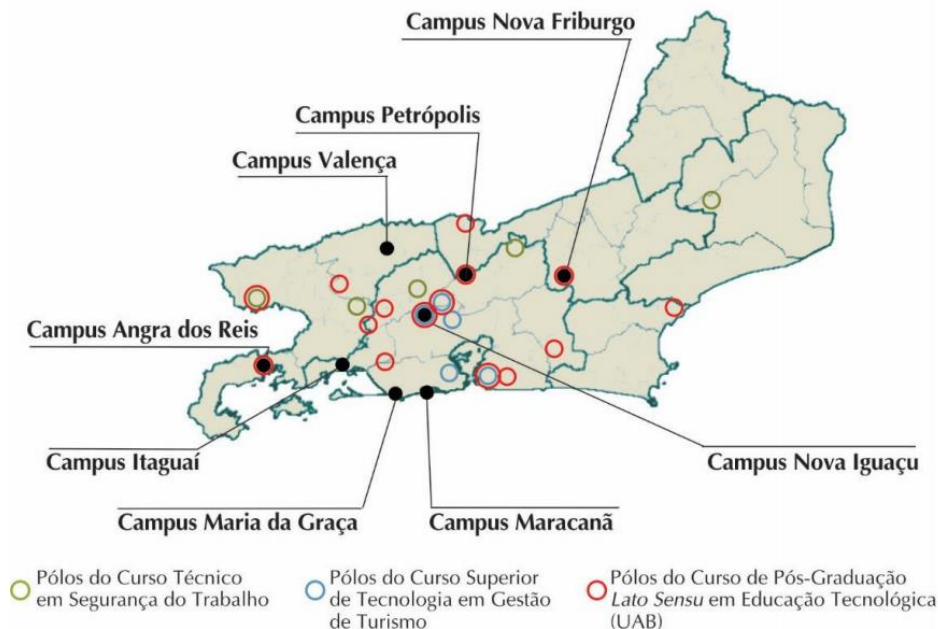 Campus Nova Friburgo
Campus Petrópolis
Campus Valença
Campus Angra dos Reis
Campus Itaguaí
Campus Nova Iguaçu
Campus Maria da Graça
Campus Maracanã
Pólos do Curso Técnico
em Segurança do Trabalho
Pólos do Curso Superior
de Tecnologia em Gestão
de Turismo
Pólos do Curso de Pós-Graduação
Lato Sensu em Educação Tecnológica
(UAB)